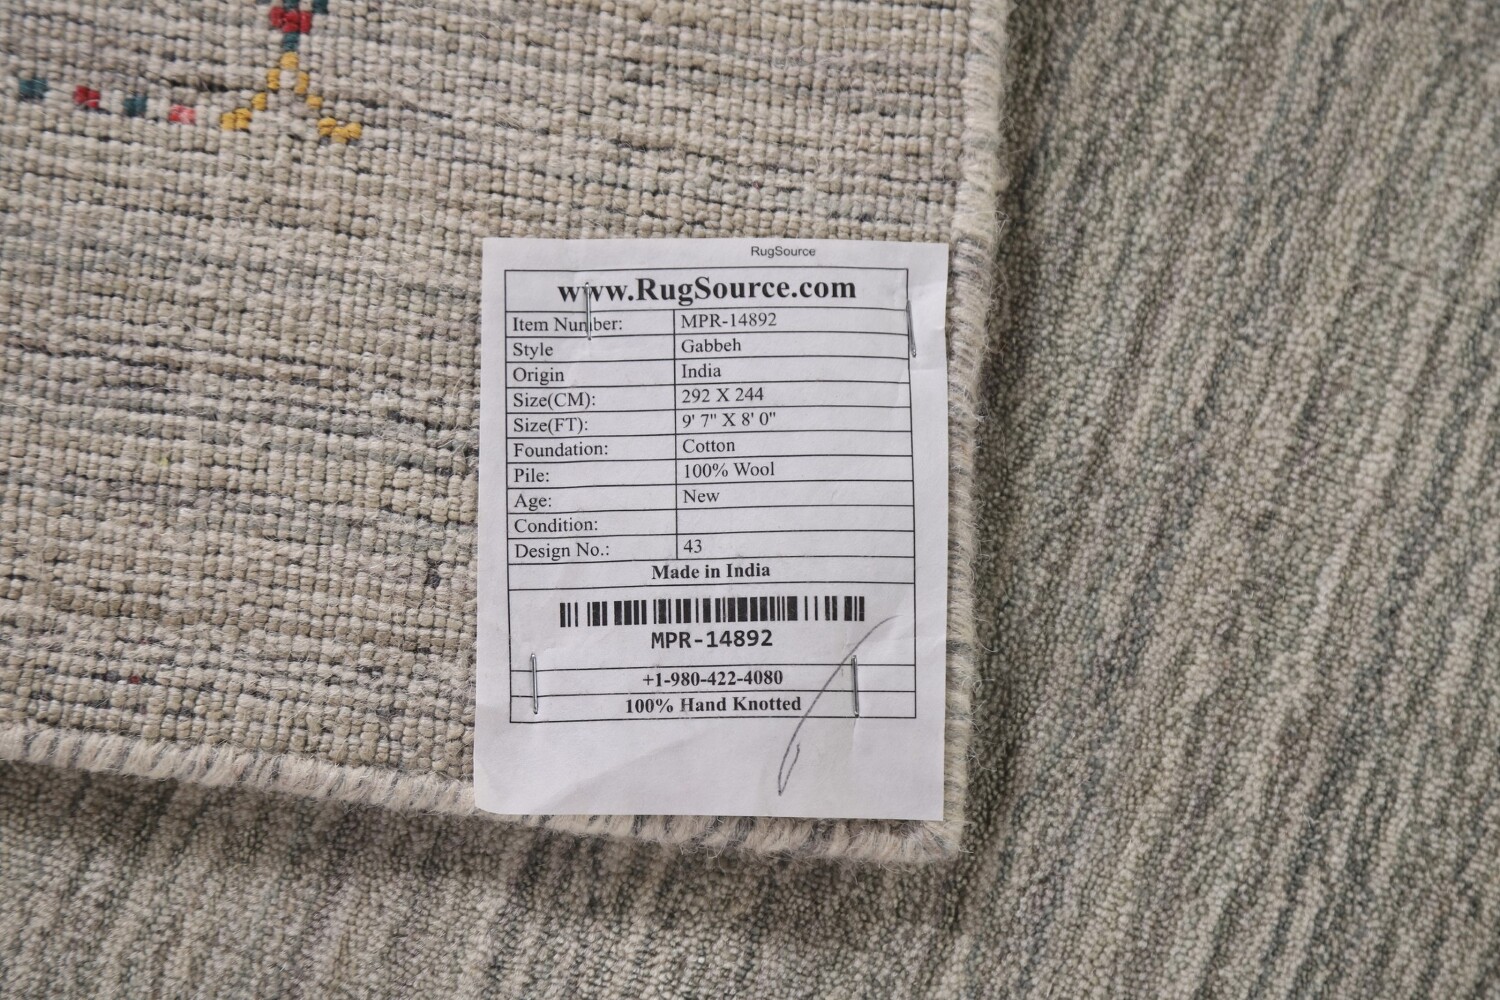 RugSource
www.RugSource.com
Item Number: MPR-14892
Style Gabbeh
Origin India
Size(CM): 292 X 244
Size(FT): 9' 7" X 8' 0"
Foundation: Cotton
Pile: 100% Wool
Age: New
Condition:
Design No.: 43
Made in India
MPR-14892
+1-980-422-4080
100% Hand Knotted